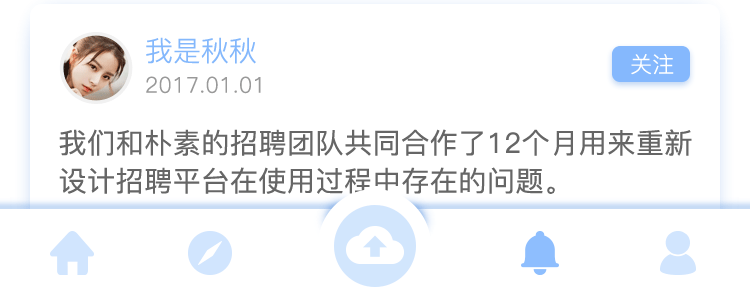 我是秋秋
关注
2017.01.01
我们和朴素的招聘团队共同合作了12个月用来重新
设计招聘平台在使用过程中存在的问题。